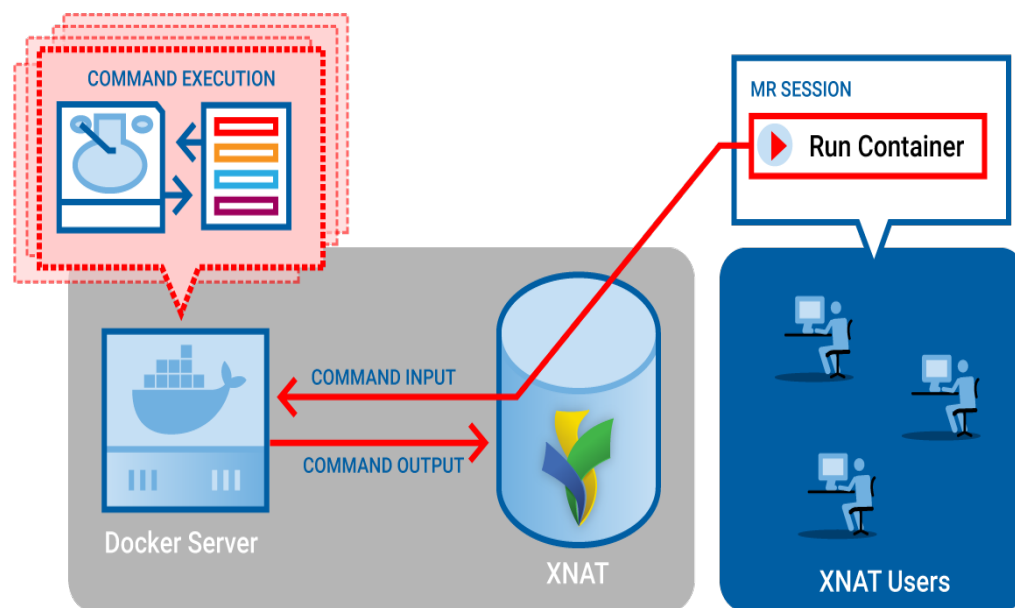 COMMAND EXECUTION
MR SESSION
Run Container
COMMAND INPUT
COMMAND OUTPUT
Docker Server
XNAT
XNAT Users